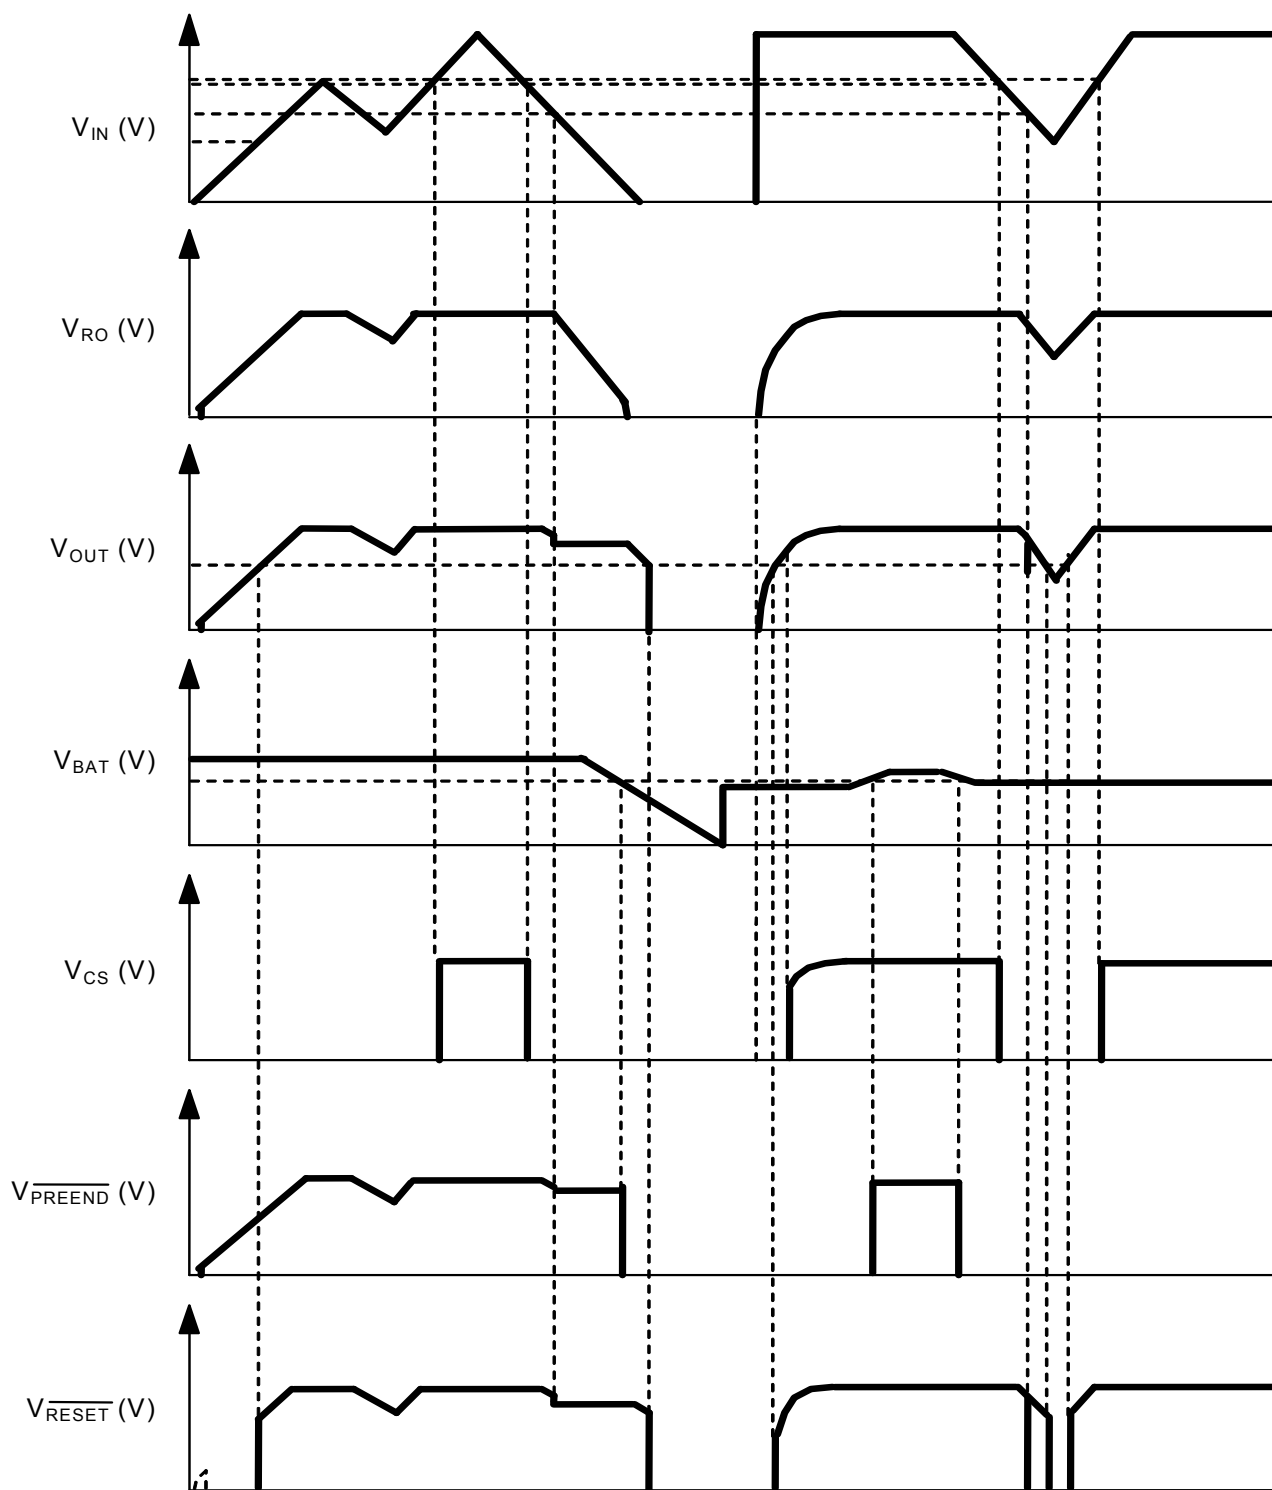 V_IN (V)
V_RO (V)
V_OUT (V)
V_BAT (V)
V_CS (V)
V_PREEND (V)
V_RESET (V)